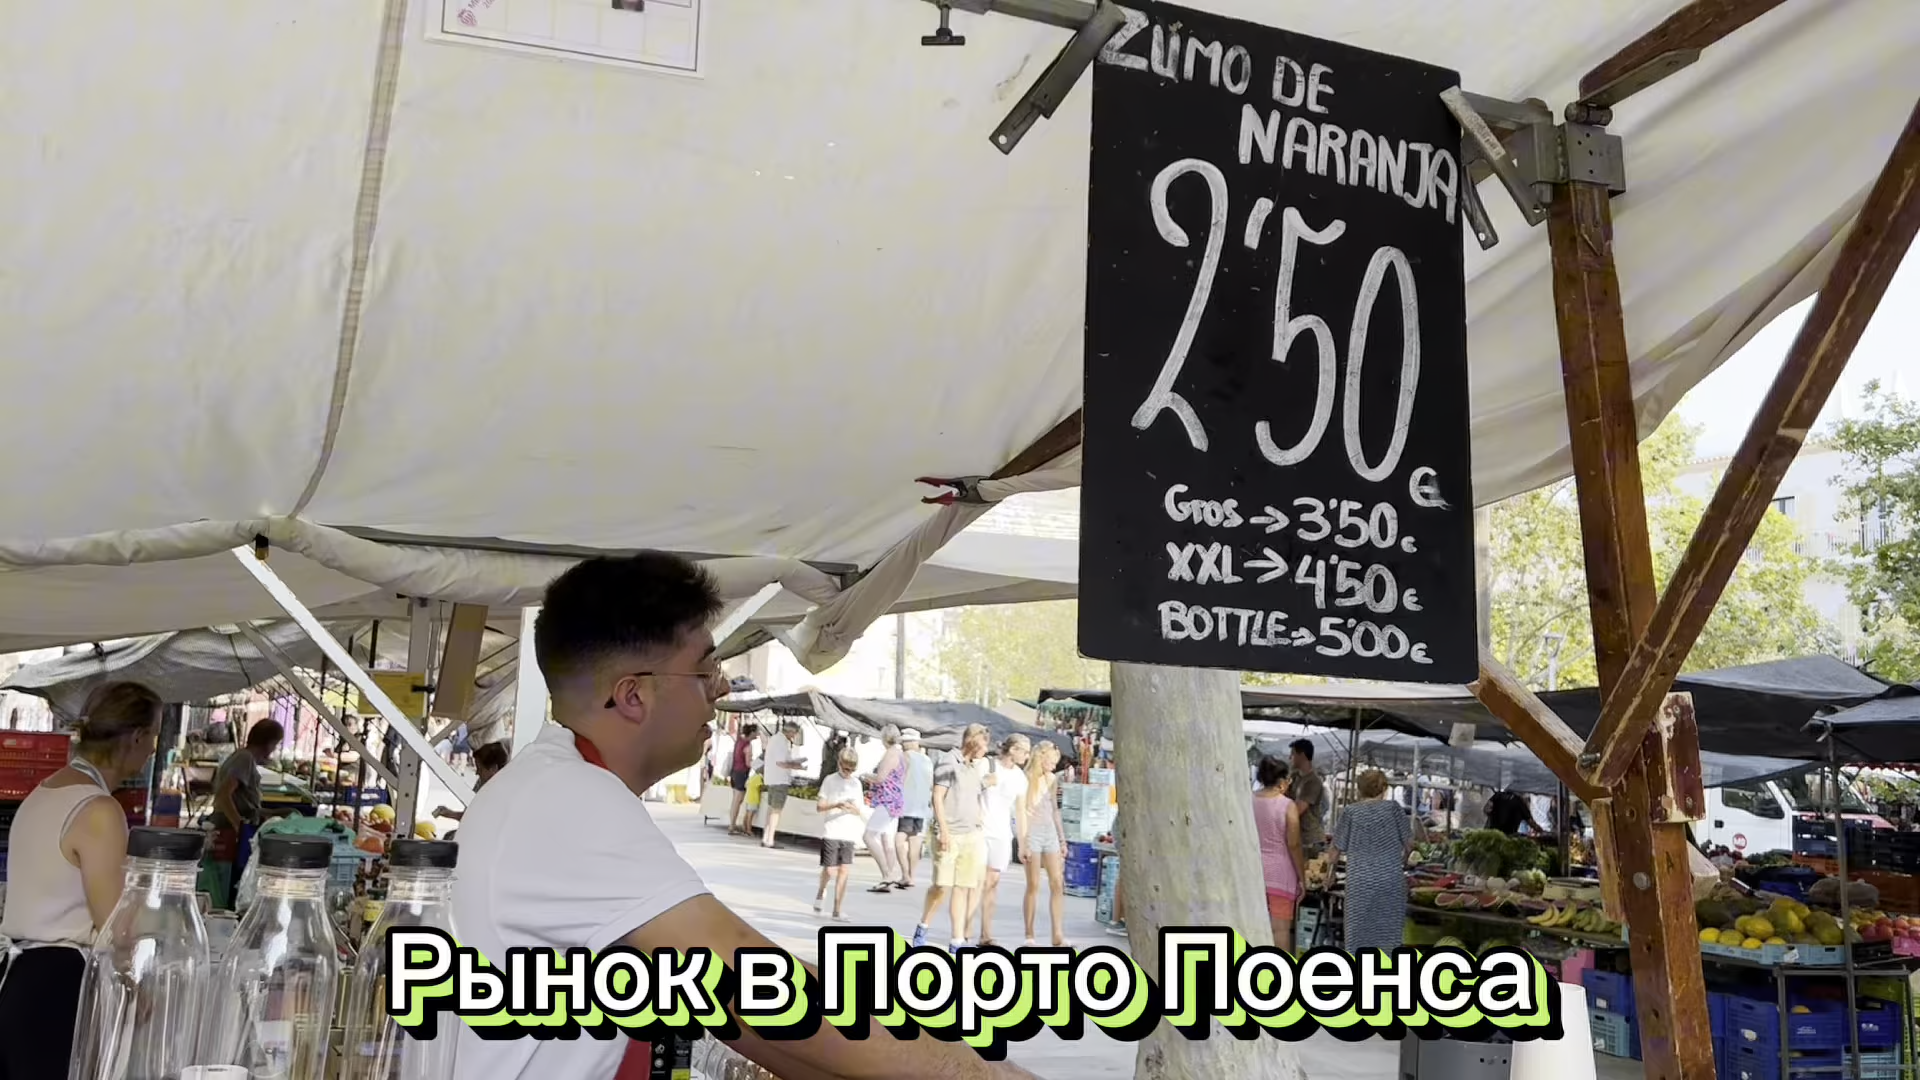 ZUMO DE
NARANJA
2'50
€
Gros → 3'50€
XXL → 4'50€
BOTTLE → 5'00€
Рынок в Порто Поенса